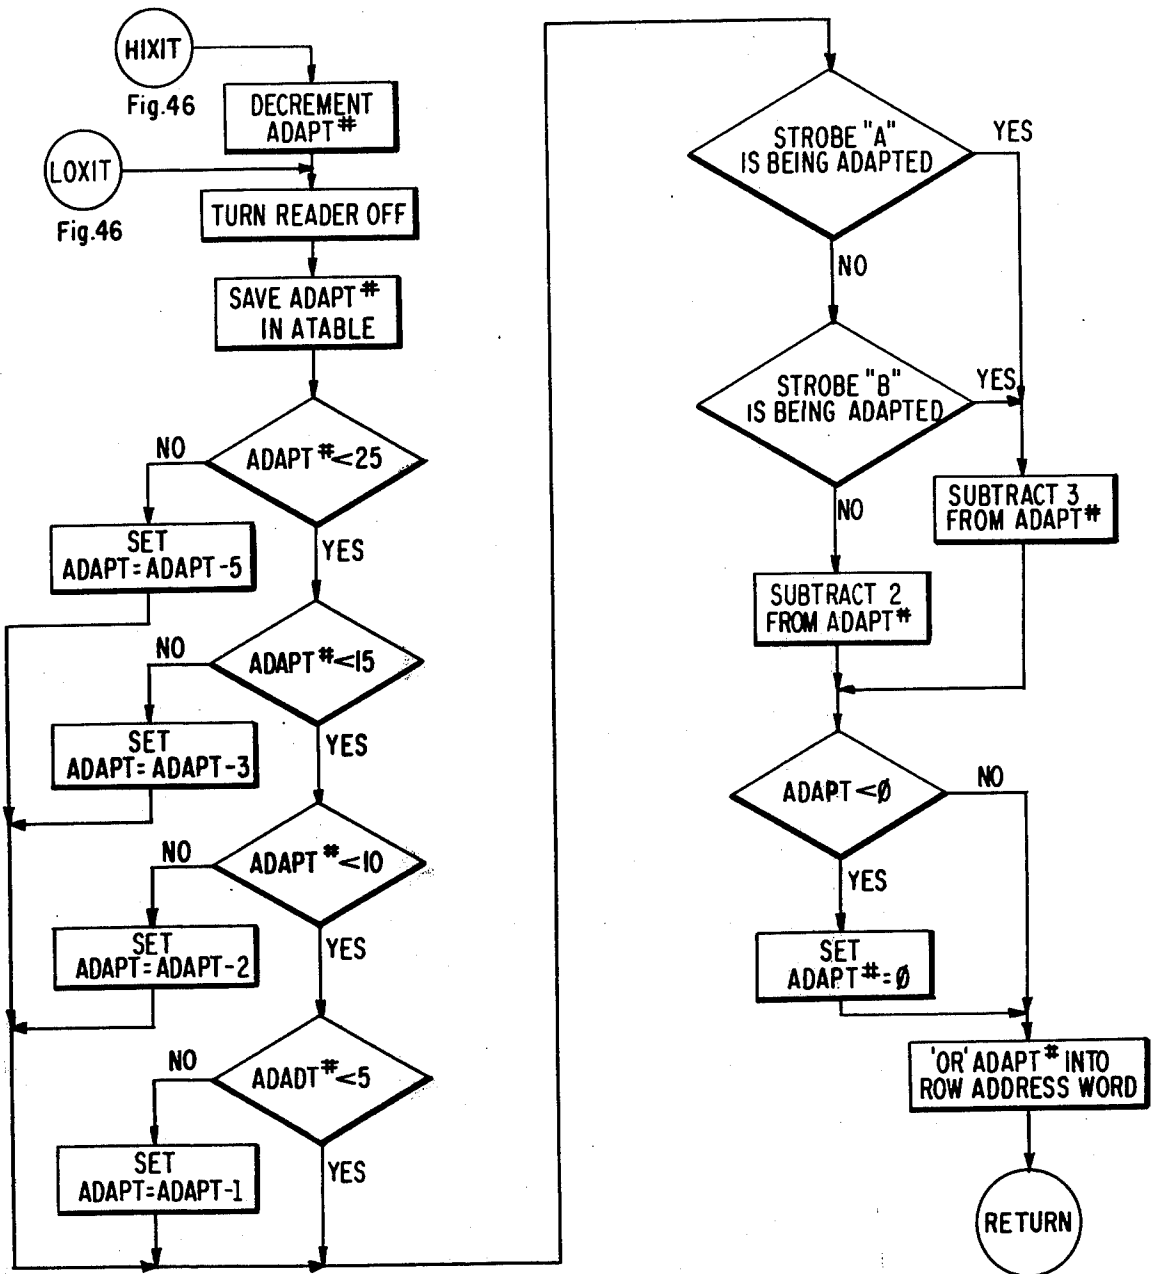 HIXIT
Fig.46
DECREMENT
ADAPT#
LOXIT
Fig.46
TURN READER OFF
SAVE ADAPT#
IN ATABLE
ADAPT#<25
NO
YES
SET
ADAPT=ADAPT-5
ADAPT#<15
NO
YES
SET
ADAPT=ADAPT-3
ADAPT#<10
NO
YES
SET
ADAPT=ADAPT-2
ADADT#<5
NO
YES
SET
ADAPT=ADAPT-1
STROBE "A"
IS BEING ADAPTED
YES
NO
STROBE "B"
IS BEING ADAPTED
YES
NO
SUBTRACT 3
FROM ADAPT#
SUBTRACT 2
FROM ADAPT#
ADAPT<Ø
NO
YES
SET
ADAPT#=Ø
'OR' ADAPT# INTO
ROW ADDRESS WORD
RETURN